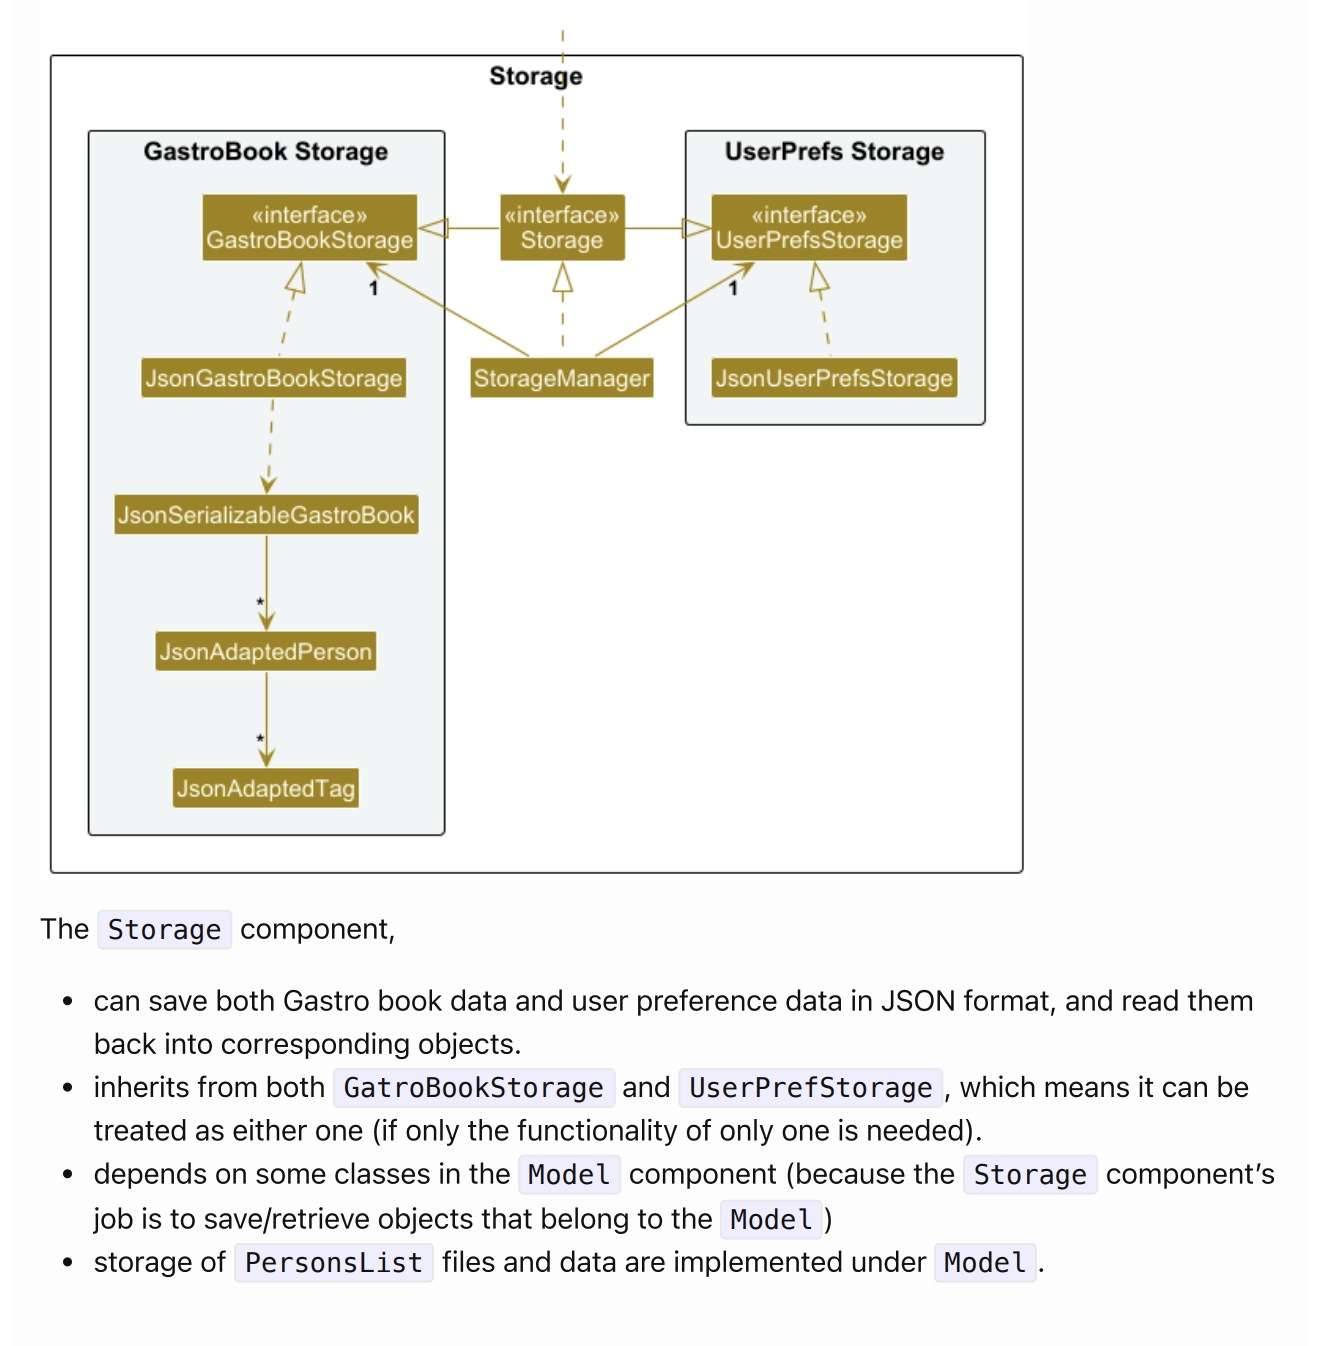 Storage
GastroBook Storage
UserPrefs Storage
«interface»
GastroBookStorage
«interface»
Storage
«interface»
UserPrefsStorage
1
1
JsonGastroBookStorage
StorageManager
JsonUserPrefsStorage
JsonSerializableGastroBook
*
JsonAdaptedPerson
*
JsonAdaptedTag
The Storage component,
• can save both Gastro book data and user preference data in JSON format, and read them
back into corresponding objects.
• inherits from both GatroBookStorage and UserPrefStorage, which means it can be
treated as either one (if only the functionality of only one is needed).
• depends on some classes in the Model component (because the Storage component’s
job is to save/retrieve objects that belong to the Model)
• storage of PersonsList files and data are implemented under Model.